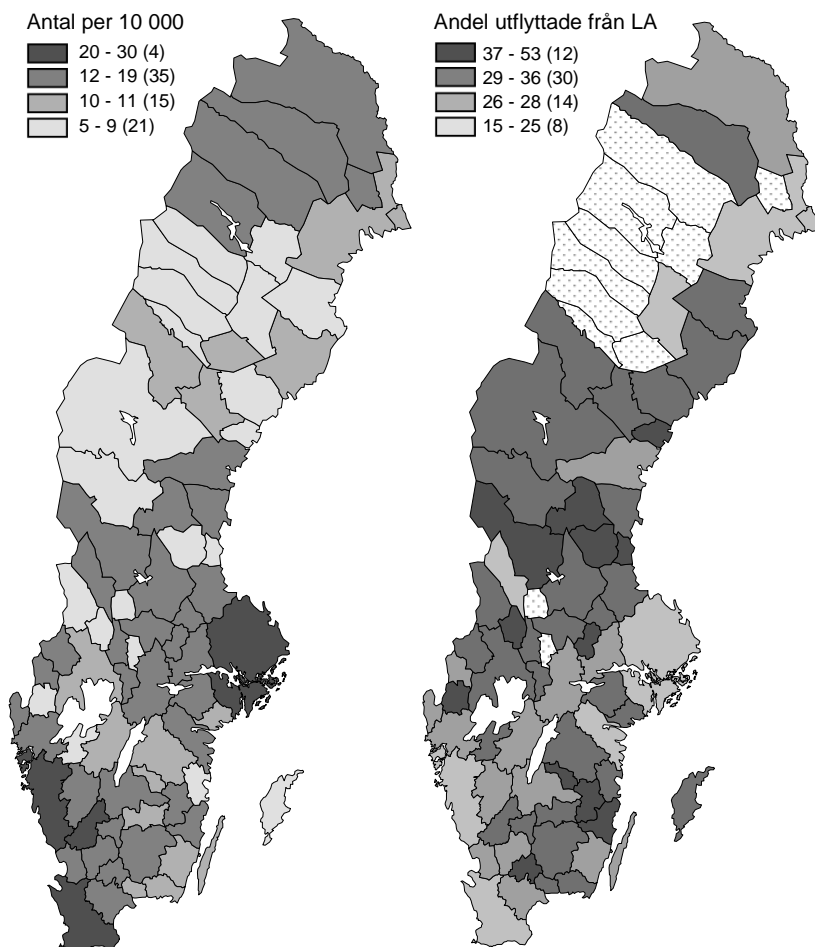 Antal per 10 000
20 - 30 (4)
12 - 19 (35)
10 - 11 (15)
5 - 9 (21)
Andel utflyttade från LA
37 - 53 (12)
29 - 36 (30)
26 - 28 (14)
15 - 25 (8)